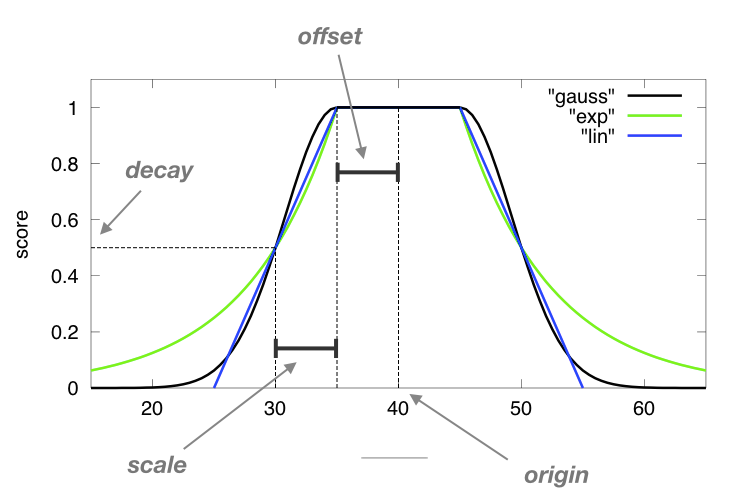 offset
"gauss"
"exp"
"lin"
decay
score
1
0.8
0.6
0.4
0.2
0
20 30 40 50 60
scale
origin